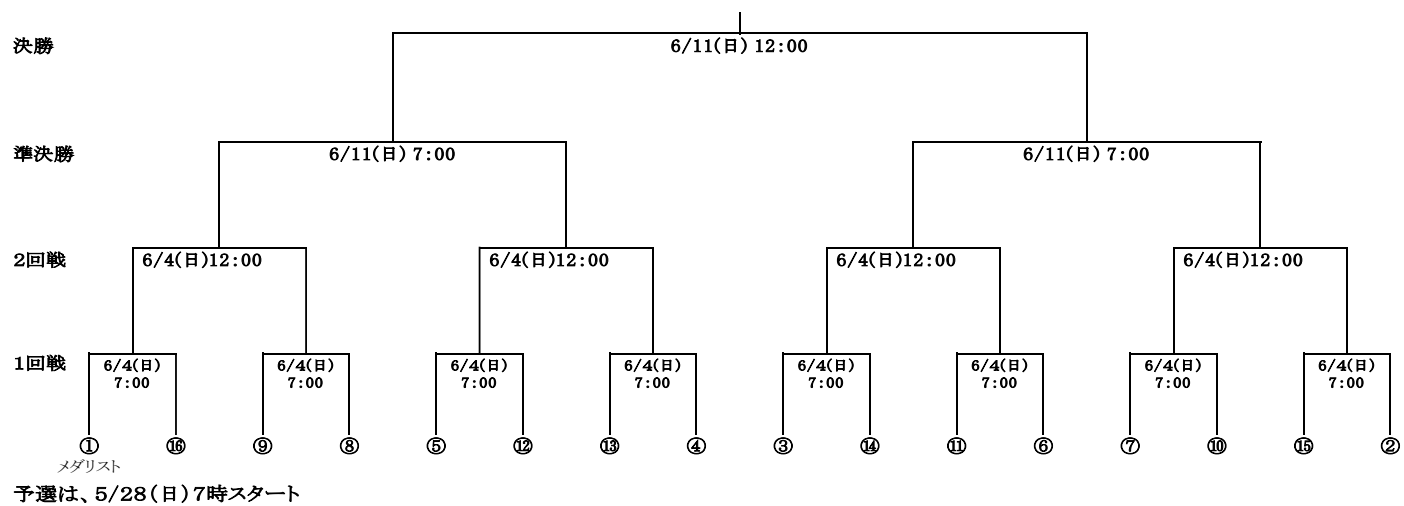 決勝
6/11(日) 12:00
準決勝
6/11(日) 7:00
6/11(日) 7:00
2回戦
6/4(日)12:00
6/4(日)12:00
6/4(日)12:00
6/4(日)12:00
1回戦
6/4(日)
7:00
6/4(日)
7:00
6/4(日)
7:00
6/4(日)
7:00
6/4(日)
7:00
6/4(日)
7:00
6/4(日)
7:00
6/4(日)
7:00
① ⑯ ⑨ ⑧ ⑤ ⑫ ⑬ ④ ③ ⑭ ⑪ ⑥ ⑦ ⑩ ⑮ ②
メダリスト
予選は、5/28(日)7時スタート